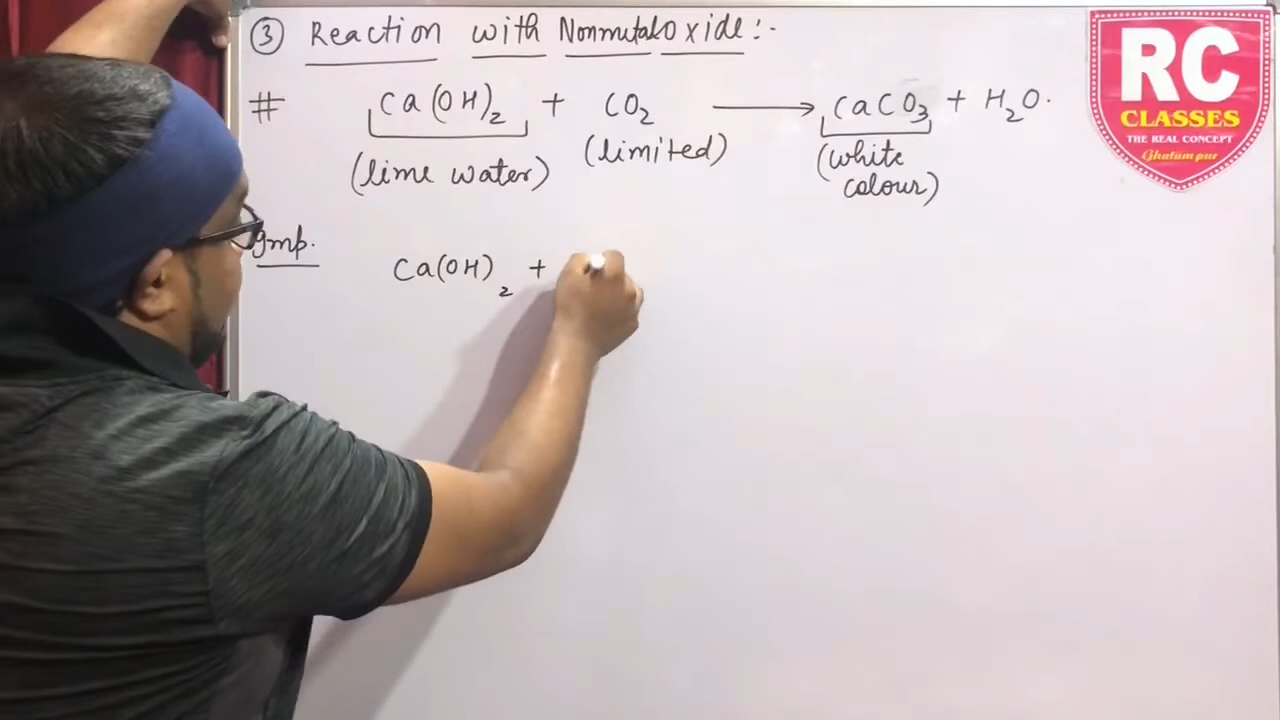 ③ Reaction with Nonmetal oxide :-
# Ca(OH)₂ + CO₂ ⟶ CaCO₃ + H₂O.
(lime water) (limited) (white colour)
Imp.
Ca(OH)₂ +
RC
CLASSES
THE REAL CONCEPT
Ghatampur